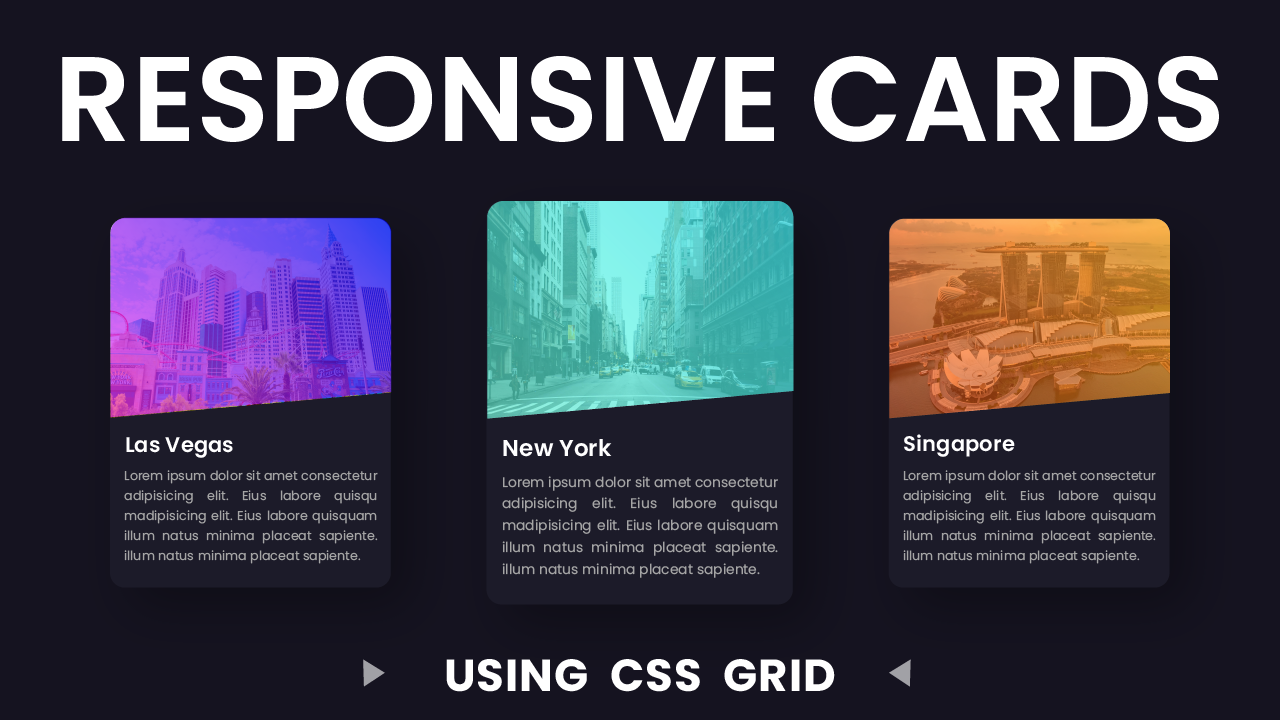 RESPONSIVE CARDS
Las Vegas
Lorem ipsum dolor sit amet consectetur
adipisicing elit. Eius labore quisqu
madipisicing elit. Eius labore quisquam
illum natus minima placeat sapiente.
illum natus minima placeat sapiente.
New York
Lorem ipsum dolor sit amet consectetur
adipisicing elit. Eius labore quisqu
madipisicing elit. Eius labore quisquam
illum natus minima placeat sapiente.
illum natus minima placeat sapiente.
Singapore
Lorem ipsum dolor sit amet consectetur
adipisicing elit. Eius labore quisqu
madipisicing elit. Eius labore quisquam
illum natus minima placeat sapiente.
illum natus minima placeat sapiente.
USING CSS GRID